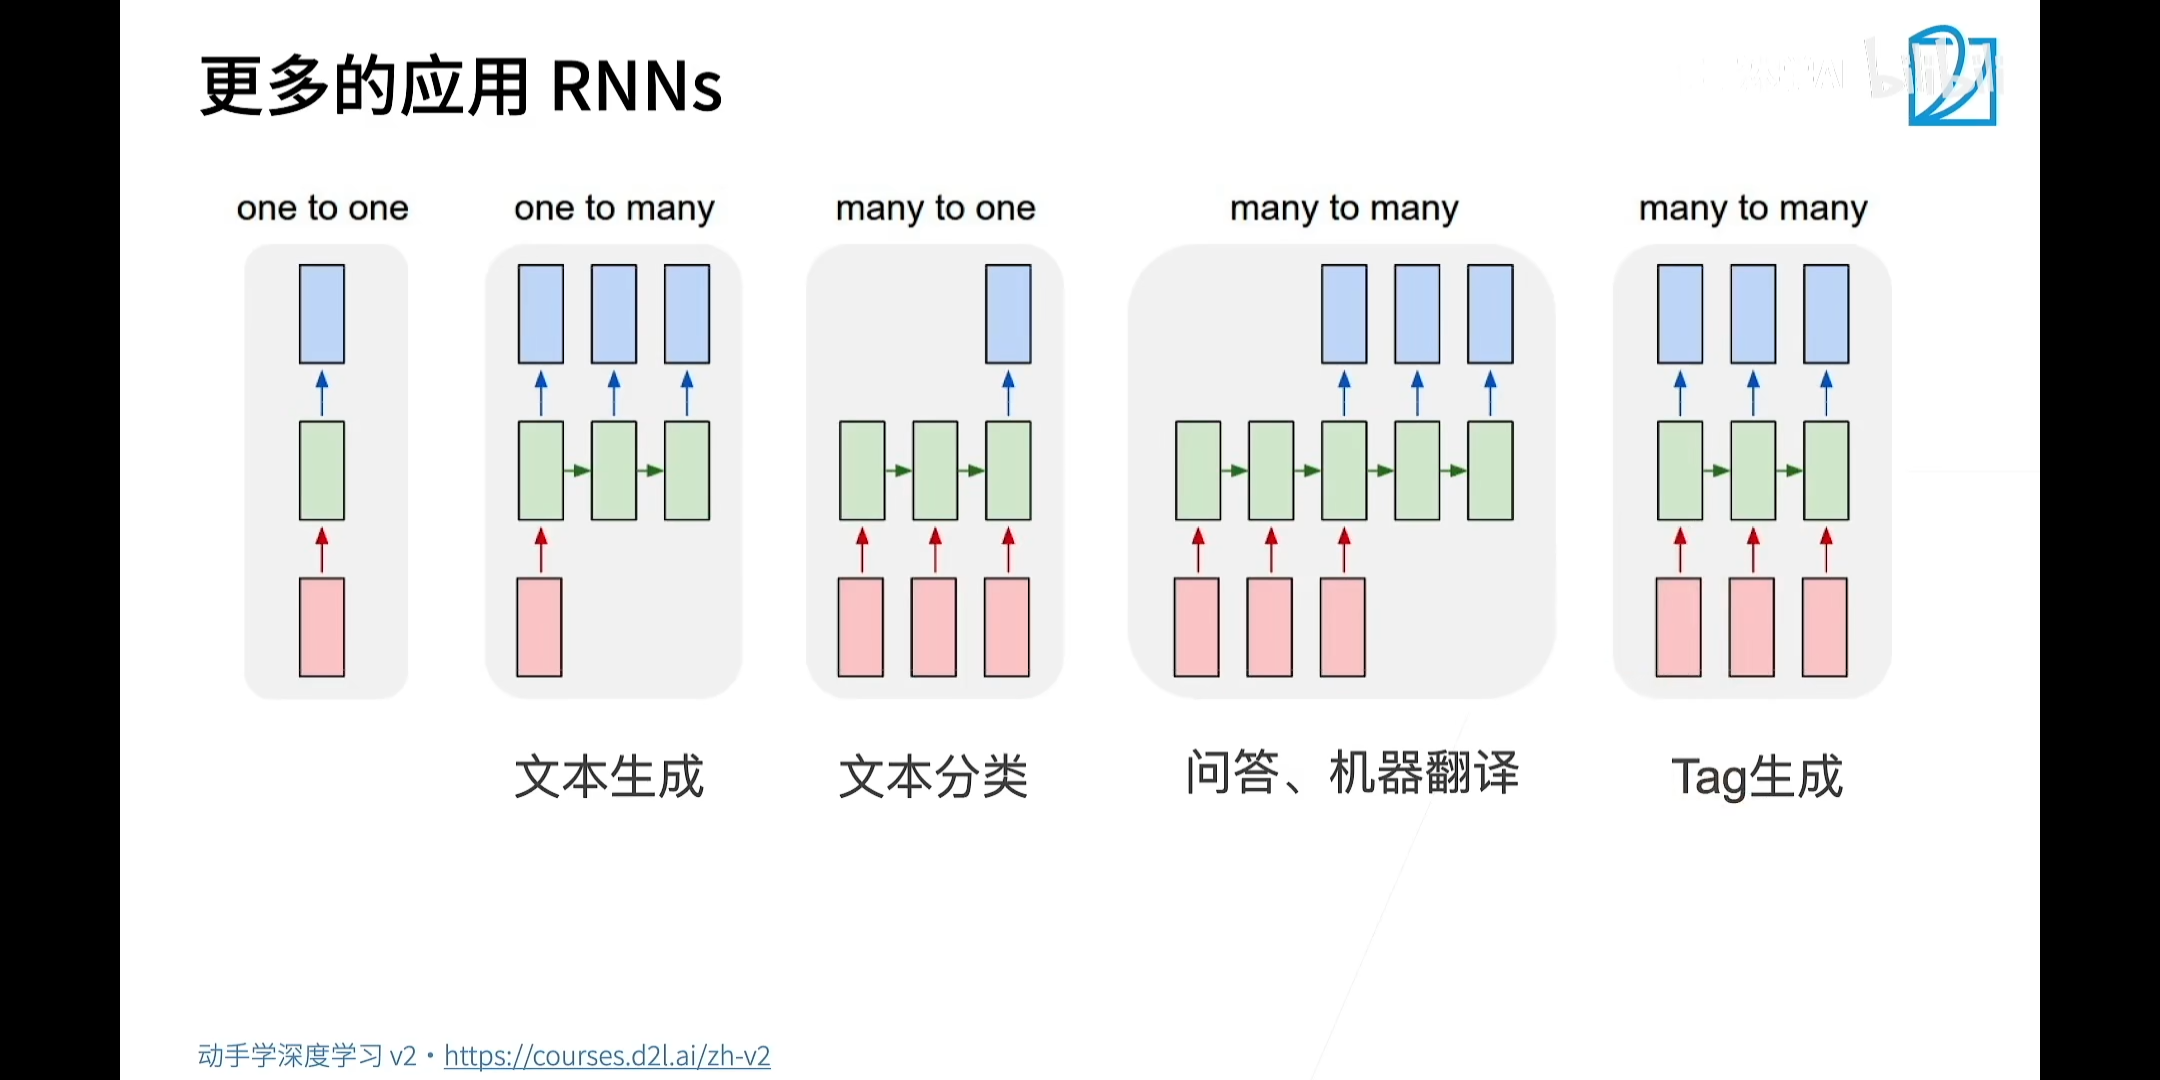 更多的应用 RNNs
bilibili
one to one
one to many
many to one
many to many
many to many
文本生成
文本分类
问答、机器翻译
Tag生成
动手学深度学习 v2 • https://courses.d2l.ai/zh-v2